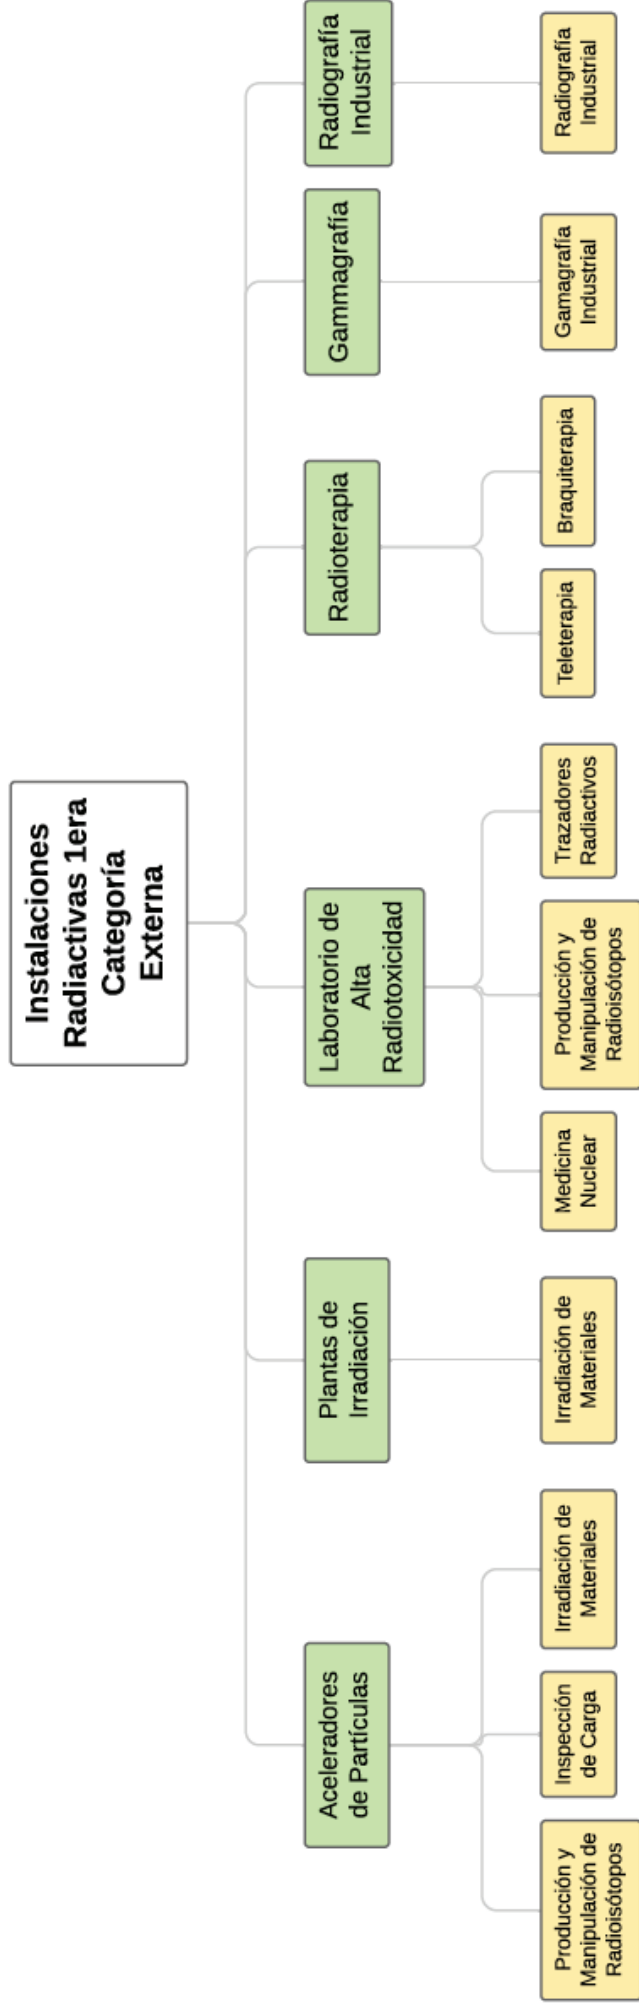 Instalaciones
Radiactivas 1era
Categoría
Externa
Aceleradores
de Partículas
Plantas de
Irradiación
Laboratorio de
Alta
Radiotoxicidad
Radioterapia
Gammagrafía
Radiografía
Industrial
Producción y
Manipulación de
Radioisótopos
Inspección
de Carga
Irradiación de
Materiales
Irradiación de
Materiales
Medicina
Nuclear
Producción y
Manipulación de
Radioisótopos
Trazadores
Radiactivos
Teleterapia
Braquiterapia
Gamagrafía
Industrial
Radiografía
Industrial